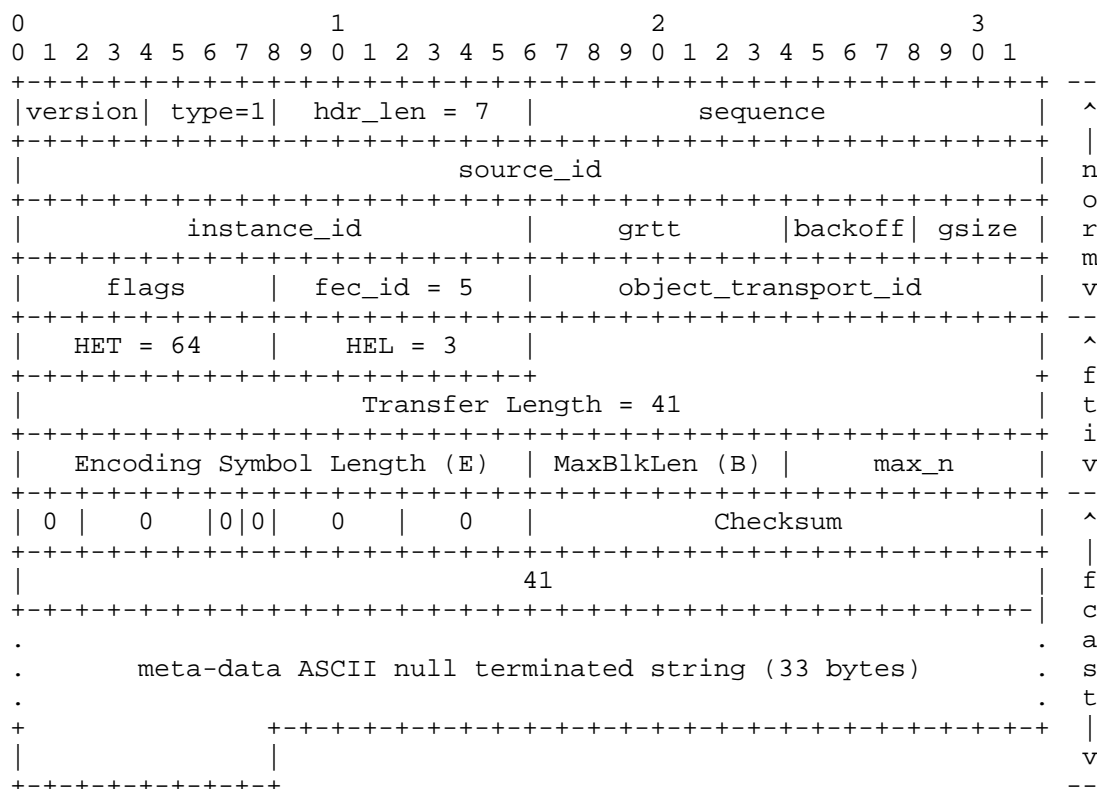 0                   1                   2                   3
0 1 2 3 4 5 6 7 8 9 0 1 2 3 4 5 6 7 8 9 0 1 2 3 4 5 6 7 8 9 0 1
+-+-+-+-+-+-+-+-+-+-+-+-+-+-+-+-+-+-+-+-+-+-+-+-+-+-+-+-+-+-+-+-+ --
|version| type=1|  hdr_len = 7  |          sequence             |  ^
+-+-+-+-+-+-+-+-+-+-+-+-+-+-+-+-+-+-+-+-+-+-+-+-+-+-+-+-+-+-+-+-+  |
|                           source_id                           |  n
+-+-+-+-+-+-+-+-+-+-+-+-+-+-+-+-+-+-+-+-+-+-+-+-+-+-+-+-+-+-+-+-+  o
|          instance_id          |     grtt      |backoff| gsize |  r
+-+-+-+-+-+-+-+-+-+-+-+-+-+-+-+-+-+-+-+-+-+-+-+-+-+-+-+-+-+-+-+-+  m
|     flags     |  fec_id = 5   |     object_transport_id       |  v
+-+-+-+-+-+-+-+-+-+-+-+-+-+-+-+-+-+-+-+-+-+-+-+-+-+-+-+-+-+-+-+-+ --
|   HET = 64    |    HEL = 3    |                               |  ^
+-+-+-+-+-+-+-+-+-+-+-+-+-+-+-+-+                               +  f
|                     Transfer Length = 41                      |  t
+-+-+-+-+-+-+-+-+-+-+-+-+-+-+-+-+-+-+-+-+-+-+-+-+-+-+-+-+-+-+-+-+  i
|   Encoding Symbol Length (E)  | MaxBlkLen (B) |     max_n     |  v
+-+-+-+-+-+-+-+-+-+-+-+-+-+-+-+-+-+-+-+-+-+-+-+-+-+-+-+-+-+-+-+-+ --
| 0 |   0   |0|0|   0   |   0   |           Checksum            |  ^
+-+-+-+-+-+-+-+-+-+-+-+-+-+-+-+-+-+-+-+-+-+-+-+-+-+-+-+-+-+-+-+-+  |
|                               41                              |  f
+-+-+-+-+-+-+-+-+-+-+-+-+-+-+-+-+-+-+-+-+-+-+-+-+-+-+-+-+-+-+-+-|  c
.                                                               .  a
.       meta-data ASCII null terminated string (33 bytes)       .  s
.                                                               .  t
+               +-+-+-+-+-+-+-+-+-+-+-+-+-+-+-+-+-+-+-+-+-+-+-+-+  |
|               |                                                  v
+-+-+-+-+-+-+-+-+                                                 --